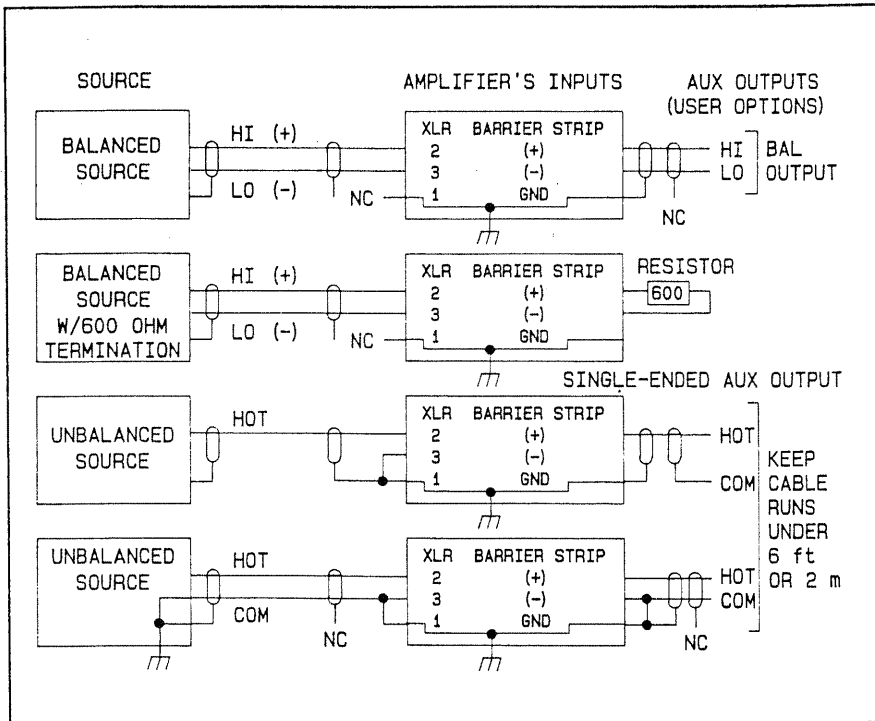 SOURCE
AMPLIFIER'S INPUTS
AUX OUTPUTS
(USER OPTIONS)
BALANCED
SOURCE
HI (+)
LO (-)
NC
XLR BARRIER STRIP
2 (+)
3 (-)
1 GND
HI
LO
BAL
OUTPUT
NC
BALANCED
SOURCE
W/600 OHM
TERMINATION
HI (+)
LO (-)
NC
XLR BARRIER STRIP
2 (+)
3 (-)
1 GND
RESISTOR
600
SINGLE-ENDED AUX OUTPUT
UNBALANCED
SOURCE
HOT
XLR BARRIER STRIP
2 (+)
3 (-)
1 GND
HOT
COM
KEEP
CABLE
RUNS
UNDER
6 ft
OR 2 m
UNBALANCED
SOURCE
HOT
COM
NC
XLR BARRIER STRIP
2 (+)
3 (-)
1 GND
HOT
COM
NC